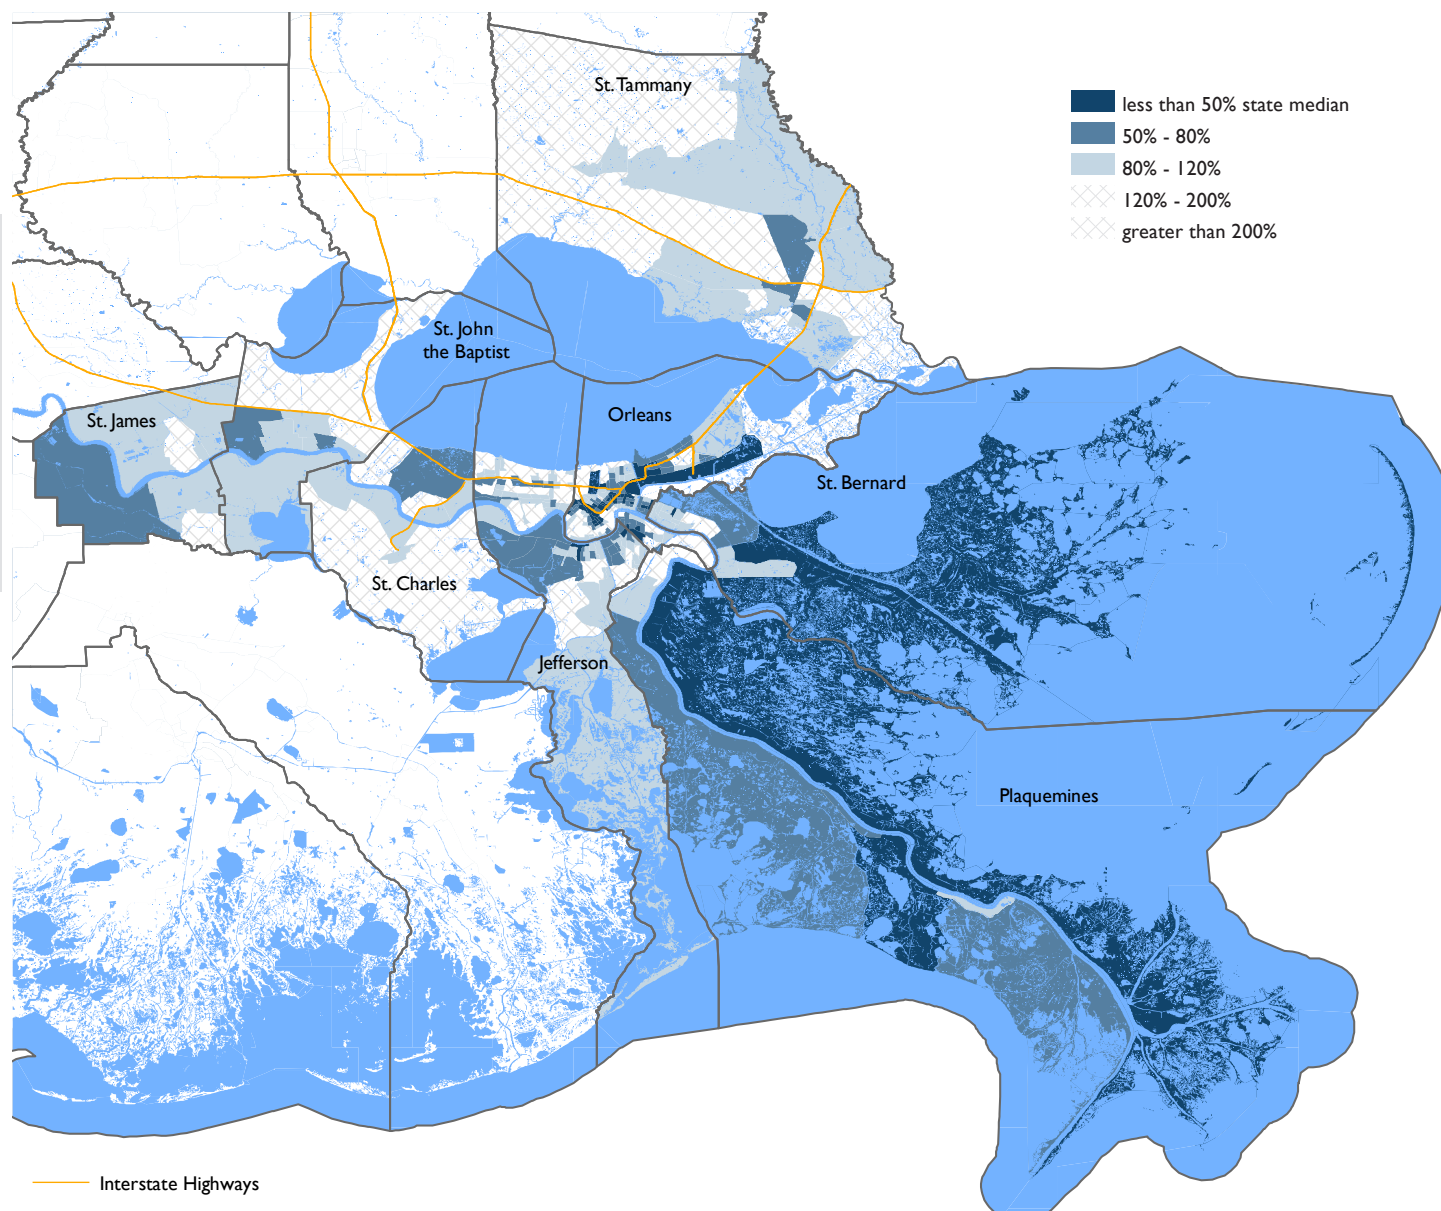 St. Tammany
less than 50% state median
50% - 80%
80% - 120%
120% - 200%
greater than 200%
St. John
the Baptist
St. James
Orleans
St. Bernard
St. Charles
Jefferson
Plaquemines
Interstate Highways